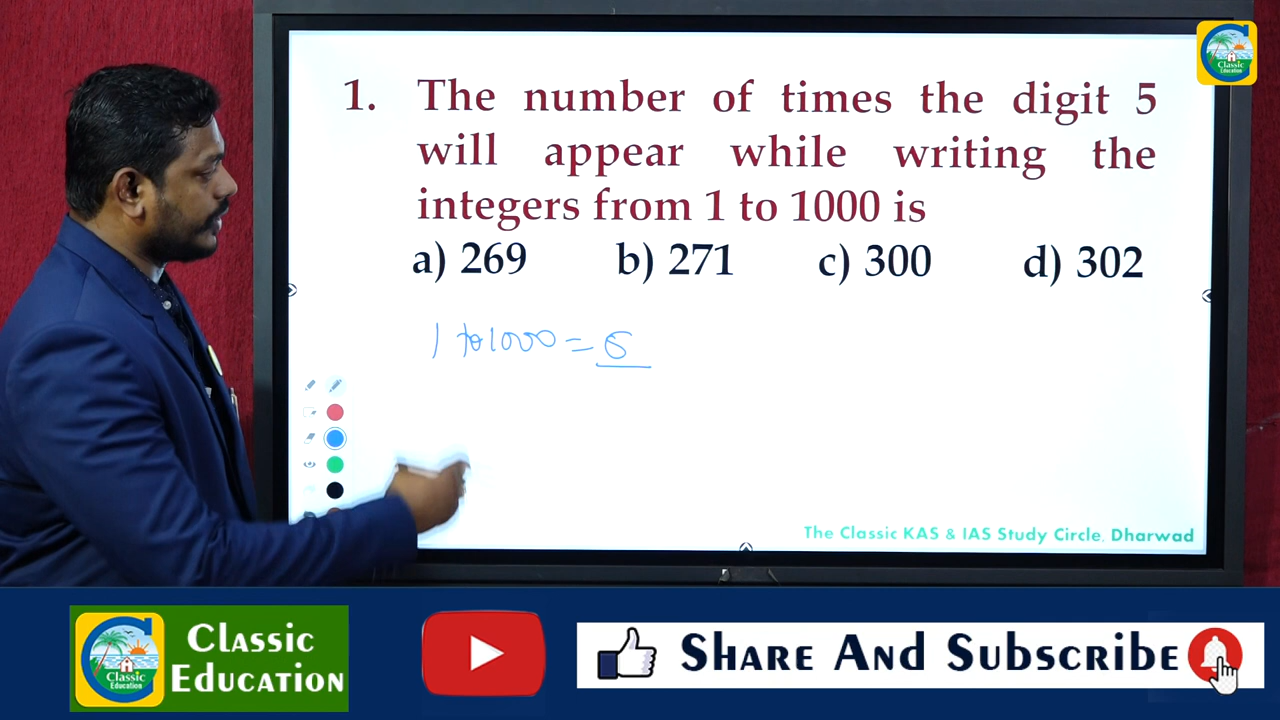 1. The number of times the digit 5
will appear while writing the
integers from 1 to 1000 is
a) 269 b) 271 c) 300 d) 302
1 to 1000 = 5
The Classic KAS & IAS Study Circle, Dharwad
Classic
Education
Classic
Education
Classic
Education
SHARE AND SUBSCRIBE